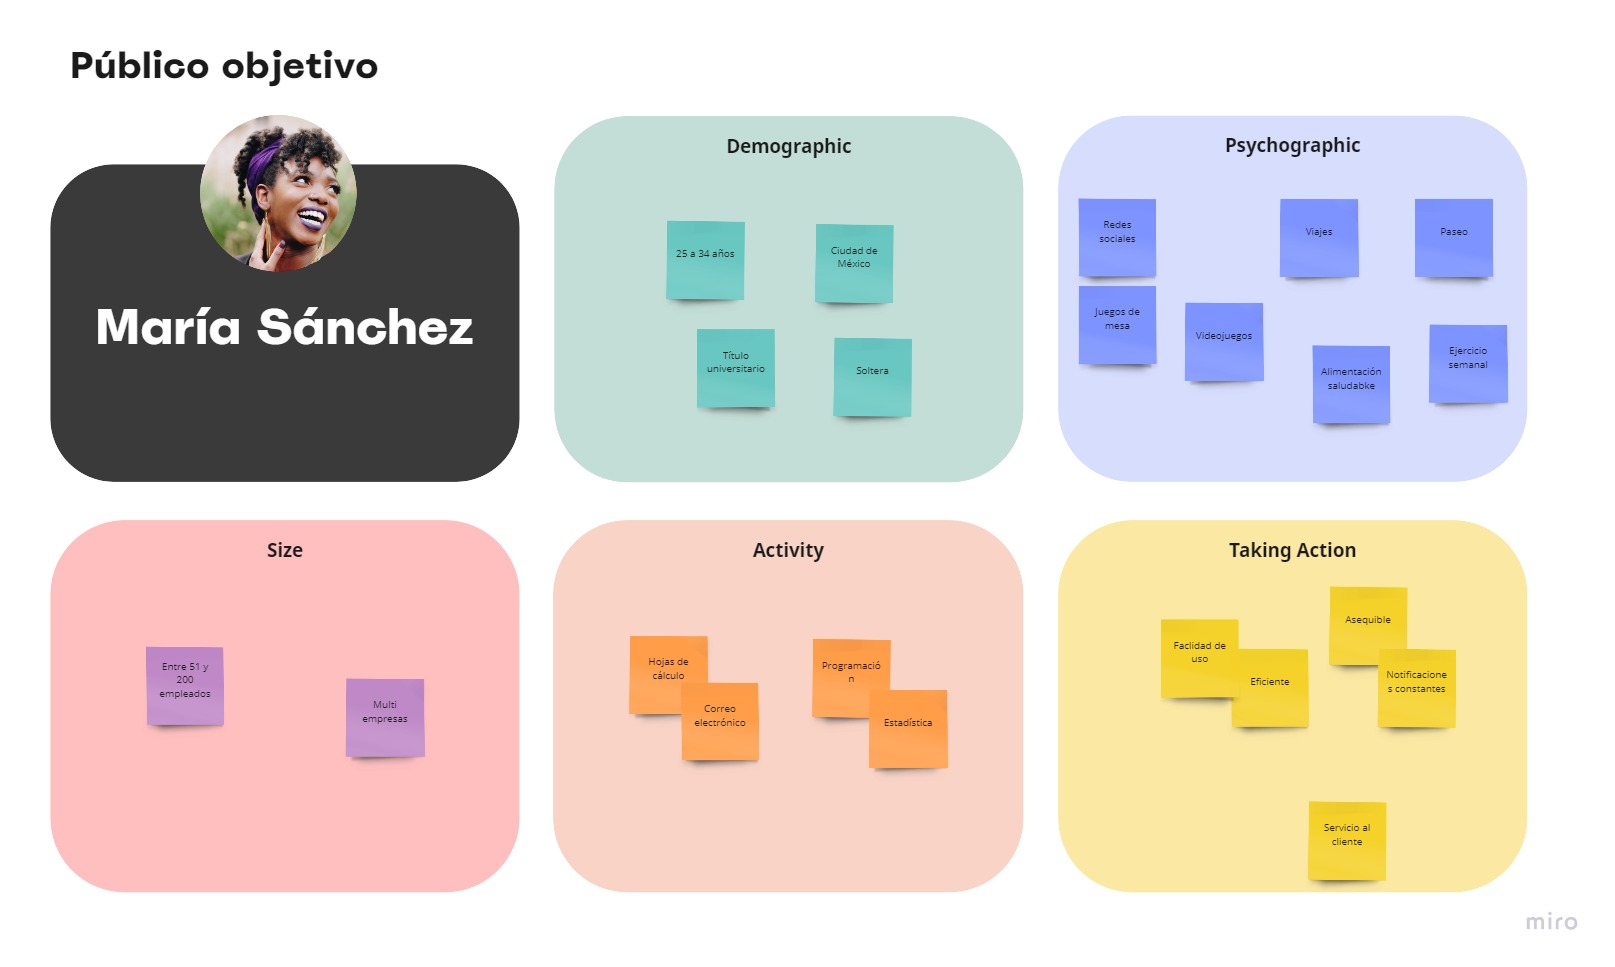 Público objetivo
María Sánchez
Demographic
25 a 34 años
Ciudad de
México
Título
universitario
Soltera
Psychographic
Redes
sociales
Viajes
Paseo
Juegos de
mesa
Videojuegos
Alimentación
saludabke
Ejercicio
semanal
Size
Entre 51 y
200
empleados
Multi
empresas
Activity
Hojas de
cálculo
Correo
electrónico
Programació
n
Estadística
Taking Action
Faclidad de
uso
Eficiente
Asequible
Notificacione
s constantes
Servicio al
cliente
miro